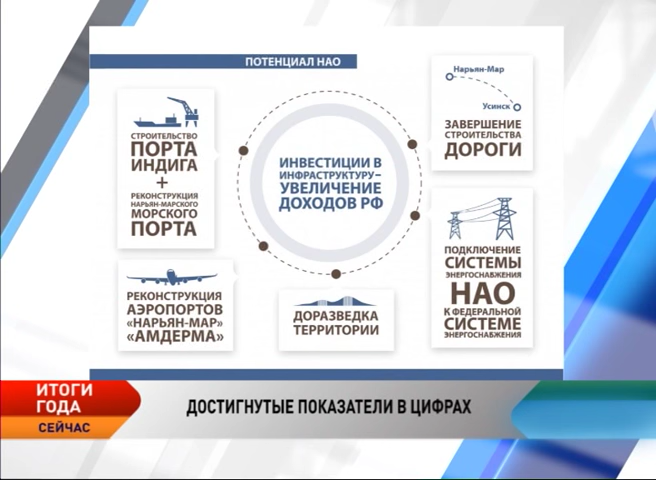 ПОТЕНЦИАЛ НАО
СТРОИТЕЛЬСТВО
ПОРТА
ИНДИГА
+
РЕКОНСТРУКЦИЯ
НАРЬЯН-МАРСКОГО
МОРСКОГО
ПОРТА
ИНВЕСТИЦИИ В
ИНФРАСТРУКТУРУ–
УВЕЛИЧЕНИЕ
ДОХОДОВ РФ
Нарьян-Мар
Усинск
ЗАВЕРШЕНИЕ
СТРОИТЕЛЬСТВА
ДОРОГИ
РЕКОНСТРУКЦИЯ
АЭРОПОРТОВ
«НАРЬЯН-МАР»
«АМДЕРМА»
ДОРАЗВЕДКА
ТЕРРИТОРИИ
ПОДКЛЮЧЕНИЕ
СИСТЕМЫ
ЭНЕРГОСНАБЖЕНИЯ
НАО
К ФЕДЕРАЛЬНОЙ
СИСТЕМЕ
ЭНЕРГОСНАБЖЕНИЯ
ИТОГИ
ГОДА
СЕЙЧАС
ДОСТИГНУТЫЕ ПОКАЗАТЕЛИ В ЦИФРАХ